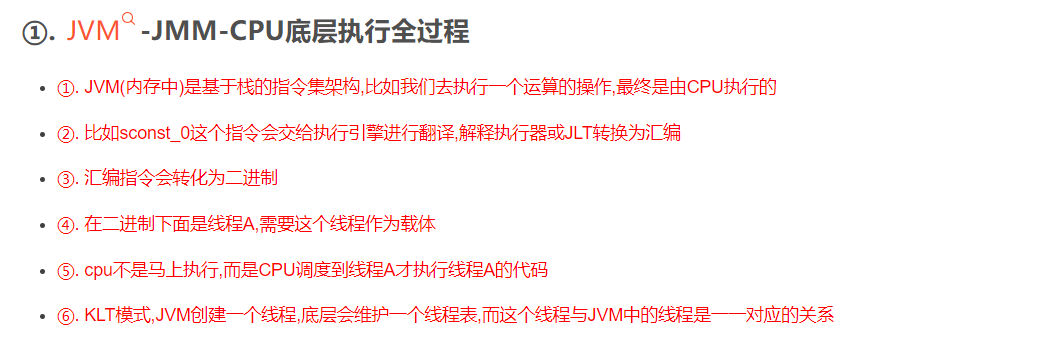 ①. JVM-JMM-CPU底层执行全过程
①. JVM(内存中)是基于栈的指令集架构,比如我们去执行一个运算的操作,最终是由CPU执行的
②. 比如sconst_0这个指令会交给执行引擎进行翻译,解释执行器或JLT转换为汇编
③. 汇编指令会转化为二进制
④. 在二进制下面是线程A,需要这个线程作为载体
⑤. cpu不是马上执行,而是CPU调度到线程A才执行线程A的代码
⑥. KLT模式,JVM创建一个线程,底层会维护一个线程表,而这个线程与JVM中的线程是一一对应的关系